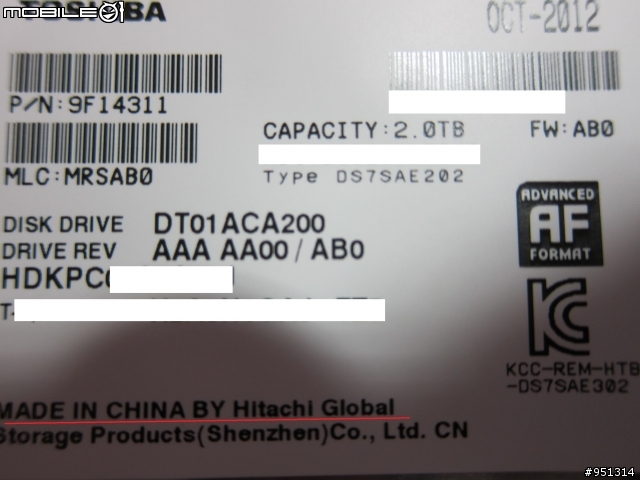 mobile01
TOSHIBA
OCT-2012
P/N:9F14311
CAPACITY:2.0TB
FW:AB0
MLC:MRSAB0
Type DS7SAE202
ADVANCED
AF
FORMAT
DISK DRIVE DT01ACA200
DRIVE REV AAA AA00 / AB0
HDKPC
KCC-REM-HTB
-DS7SAE302
MADE IN CHINA BY Hitachi Global
Storage Products(Shenzhen)Co., Ltd. CN
#951314